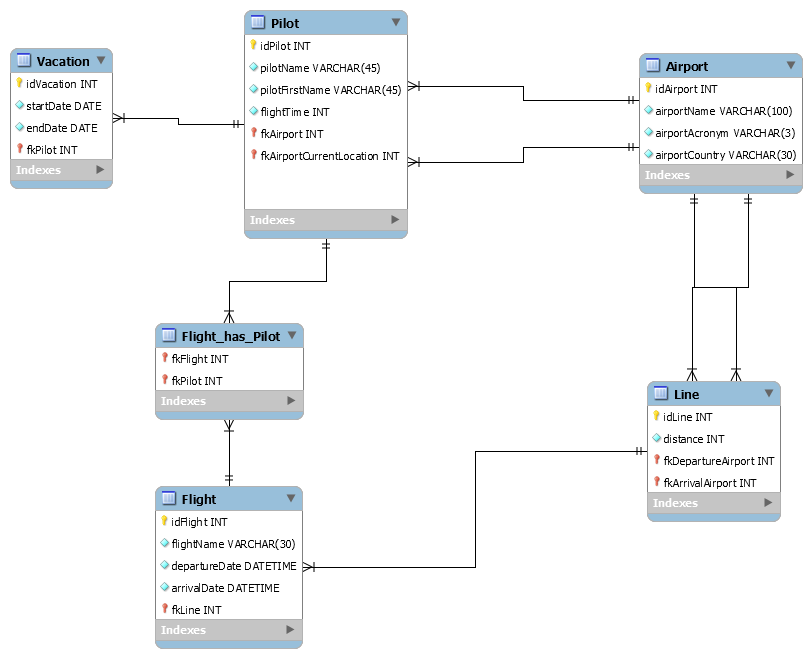 Vacation
idVacation INT
startDate DATE
endDate DATE
fkPilot INT
Indexes
Pilot
idPilot INT
pilotName VARCHAR(45)
pilotFirstName VARCHAR(45)
flightTime INT
fkAirport INT
fkAirportCurrentLocation INT
Indexes
Airport
idAirport INT
airportName VARCHAR(100)
airportAcronym VARCHAR(3)
airportCountry VARCHAR(30)
Indexes
Flight_has_Pilot
fkFlight INT
fkPilot INT
Indexes
Line
idLine INT
distance INT
fkDepartureAirport INT
fkArrivalAirport INT
Indexes
Flight
idFlight INT
flightName VARCHAR(30)
departureDate DATETIME
arrivalDate DATETIME
fkLine INT
Indexes